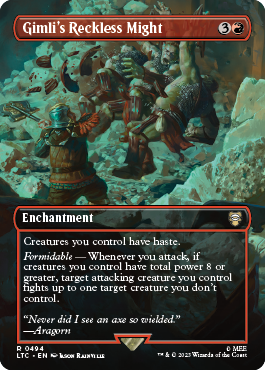 Gimli's Reckless Might
3
Enchantment
Creatures you control have haste.
Formidable — Whenever you attack, if
creatures you control have total power 8 or
greater, target attacking creature you control
fights up to one target creature you don't
control.
"Never did I see an axe so wielded."
—Aragorn
R 0494
LTC • EN Jason Rainville
© MEE
™ & © 2023 Wizards of the Coast